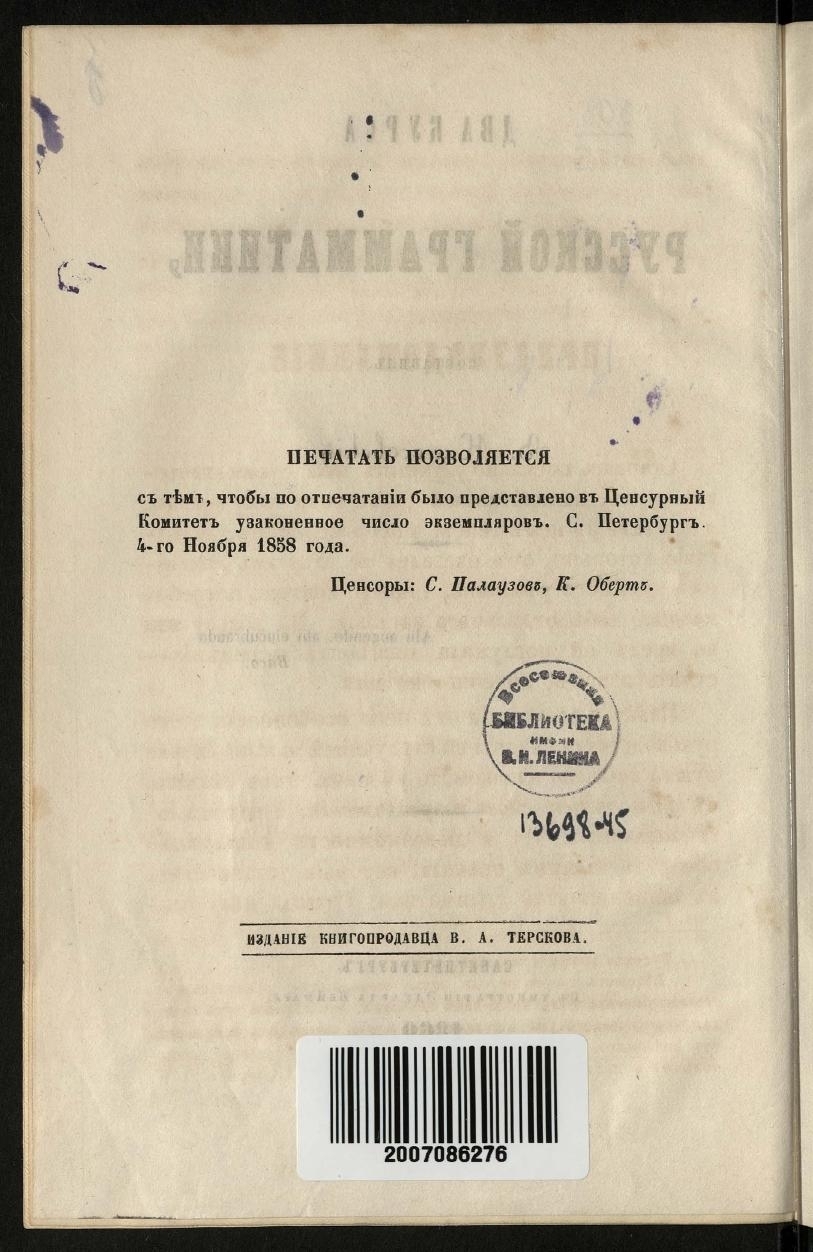 ПЕЧАТАТЬ ПОЗВОЛЯЕТСЯ
съ тѣмъ, чтобы по отпечатаніи было представлено въ Ценсурный
Комитетъ узаконенное число экземпляровъ. С. Петербургъ.
4-го Ноября 1858 года.
Ценсоры: С. Палаузовъ, К. Обертъ.
Всесоюзная
БИБЛИОТЕКА
ИМЕНИ
В. И. ЛЕНИНА
13698-45
ИЗДАНІЕ КНИГОПРОДАВЦА В. А. ТЕРСКОВА.
2007086276